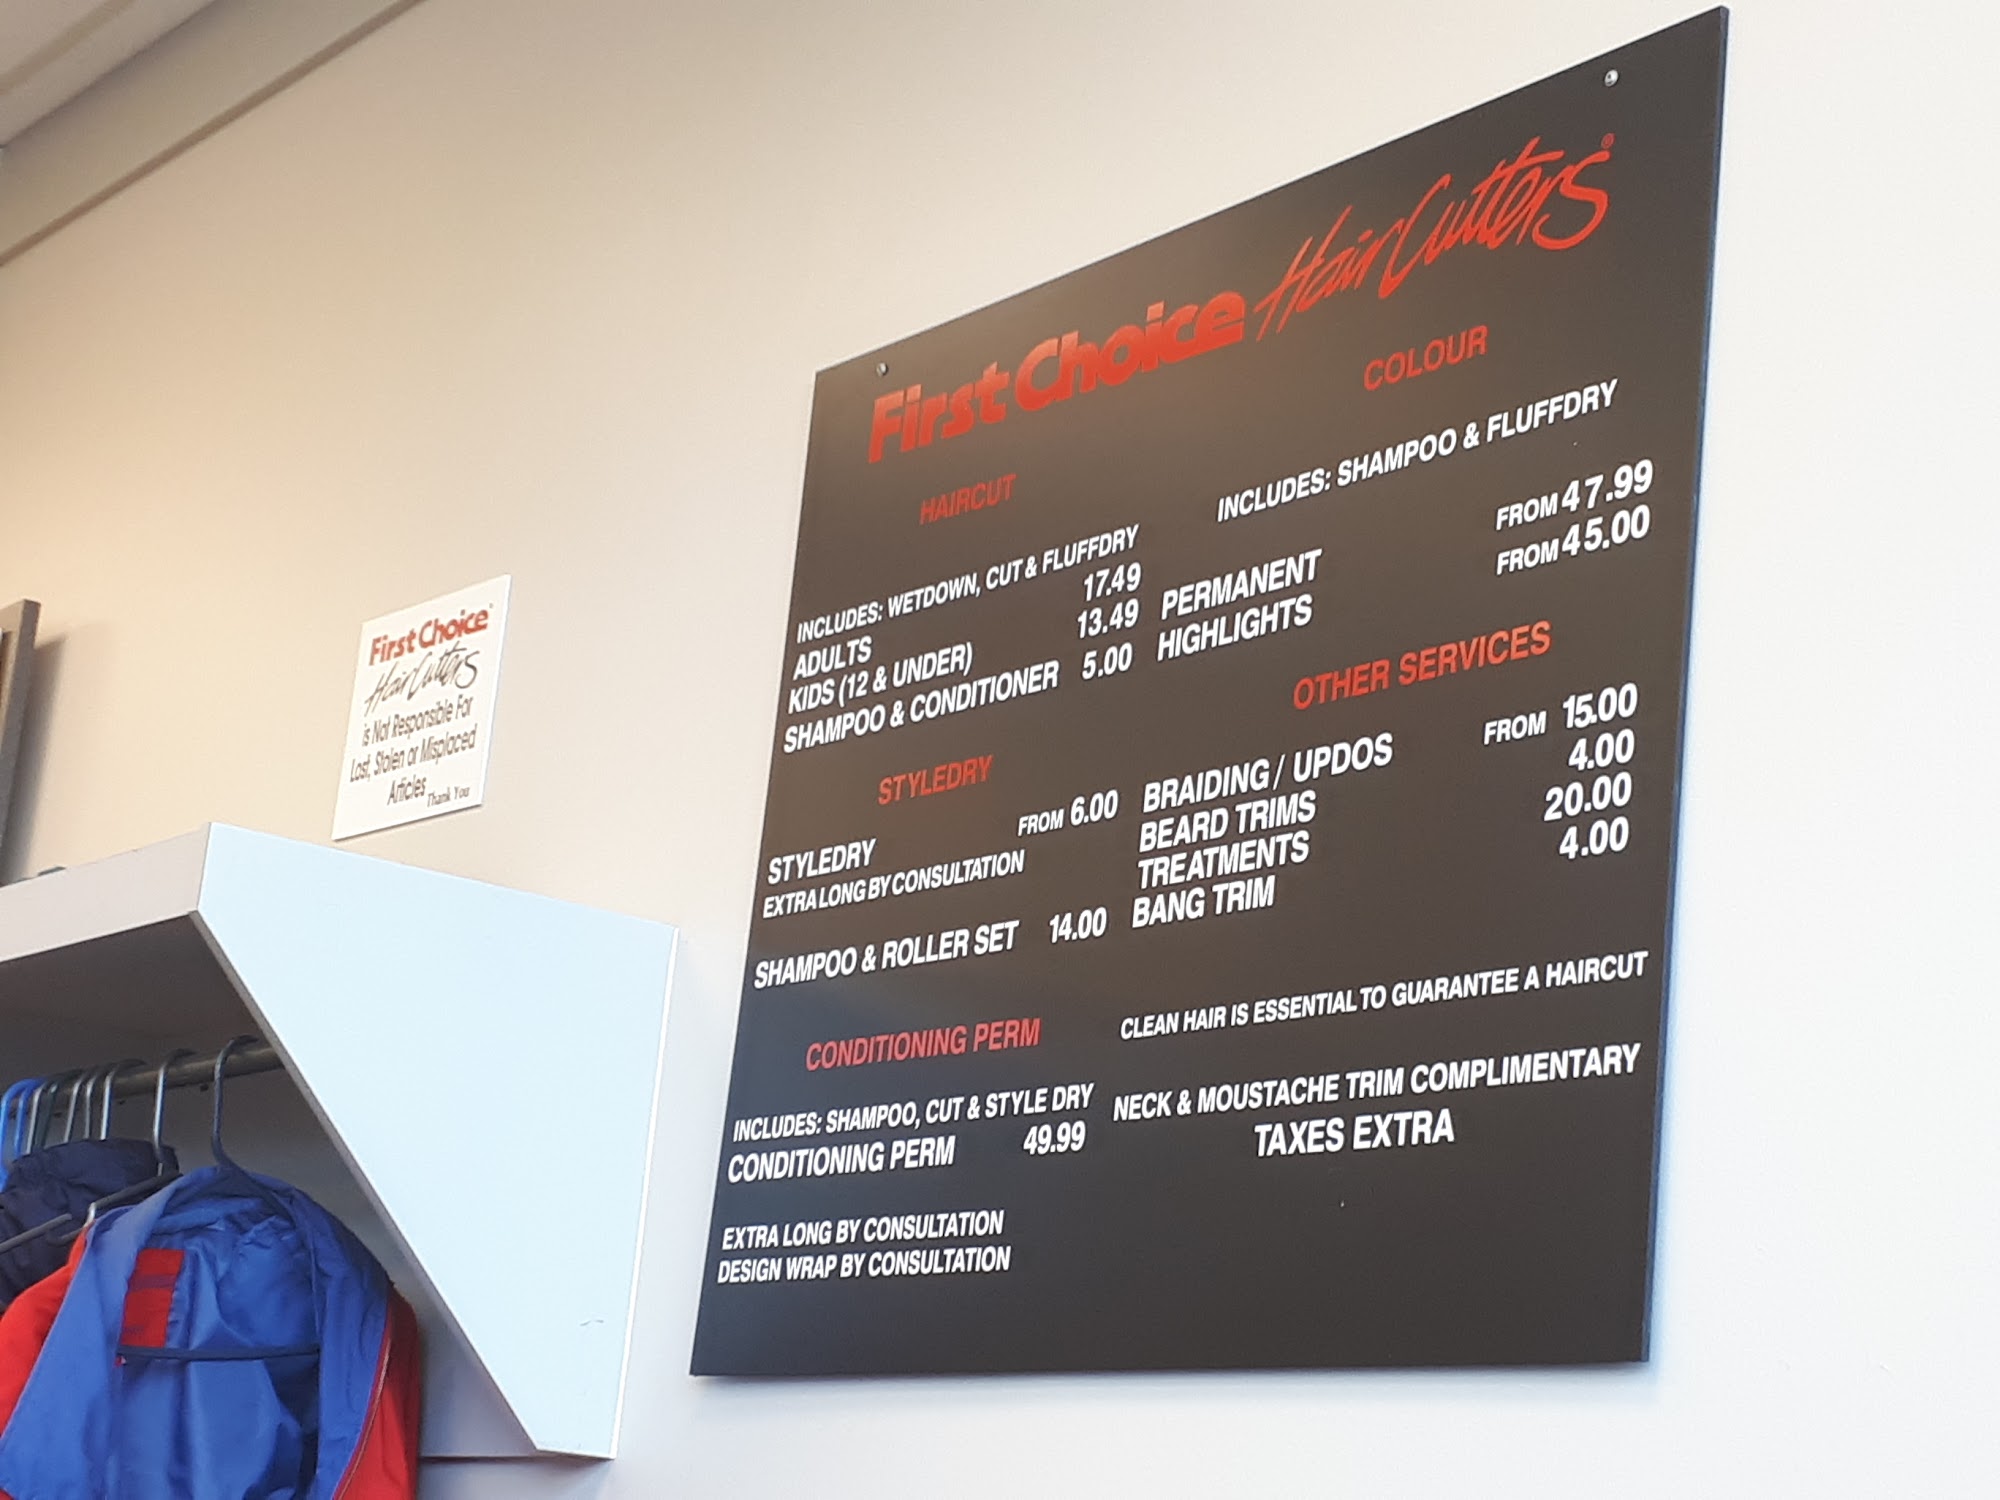 First Choice
Hair Cutters
is Not Responsible For
Lost, Stolen or Misplaced
Articles Thank You
First Choice Hair Cutters®
HAIRCUT
INCLUDES: WETDOWN, CUT & FLUFFDRY
ADULTS 17.49
KIDS (12 & UNDER) 13.49
SHAMPOO & CONDITIONER 5.00
STYLEDRY
STYLEDRY FROM 6.00
EXTRA LONG BY CONSULTATION
SHAMPOO & ROLLER SET 14.00
CONDITIONING PERM
INCLUDES: SHAMPOO, CUT & STYLE DRY
CONDITIONING PERM 49.99
EXTRA LONG BY CONSULTATION
DESIGN WRAP BY CONSULTATION
COLOUR
INCLUDES: SHAMPOO & FLUFFDRY
PERMANENT FROM 47.99
HIGHLIGHTS FROM 45.00
OTHER SERVICES
BRAIDING / UPDOS FROM 15.00
BEARD TRIMS 4.00
TREATMENTS 20.00
BANG TRIM 4.00
CLEAN HAIR IS ESSENTIAL TO GUARANTEE A HAIRCUT
NECK & MOUSTACHE TRIM COMPLIMENTARY
TAXES EXTRA